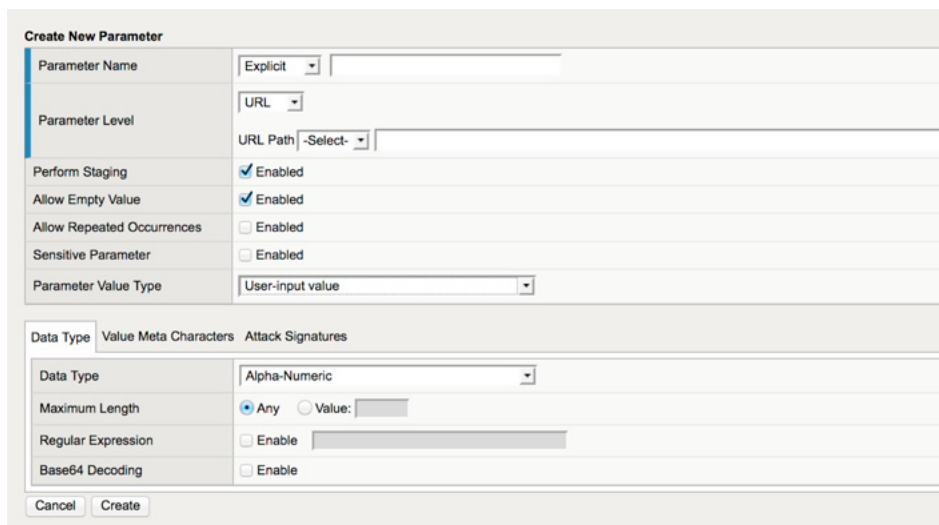 Create New Parameter
Parameter Name Explicit
Parameter Level URL
URL Path -Select-
Perform Staging Enabled
Allow Empty Value Enabled
Allow Repeated Occurrences Enabled
Sensitive Parameter Enabled
Parameter Value Type User-input value
Data Type Value Meta Characters Attack Signatures
Data Type Alpha-Numeric
Maximum Length Any Value:
Regular Expression Enable
Base64 Decoding Enable
Cancel Create